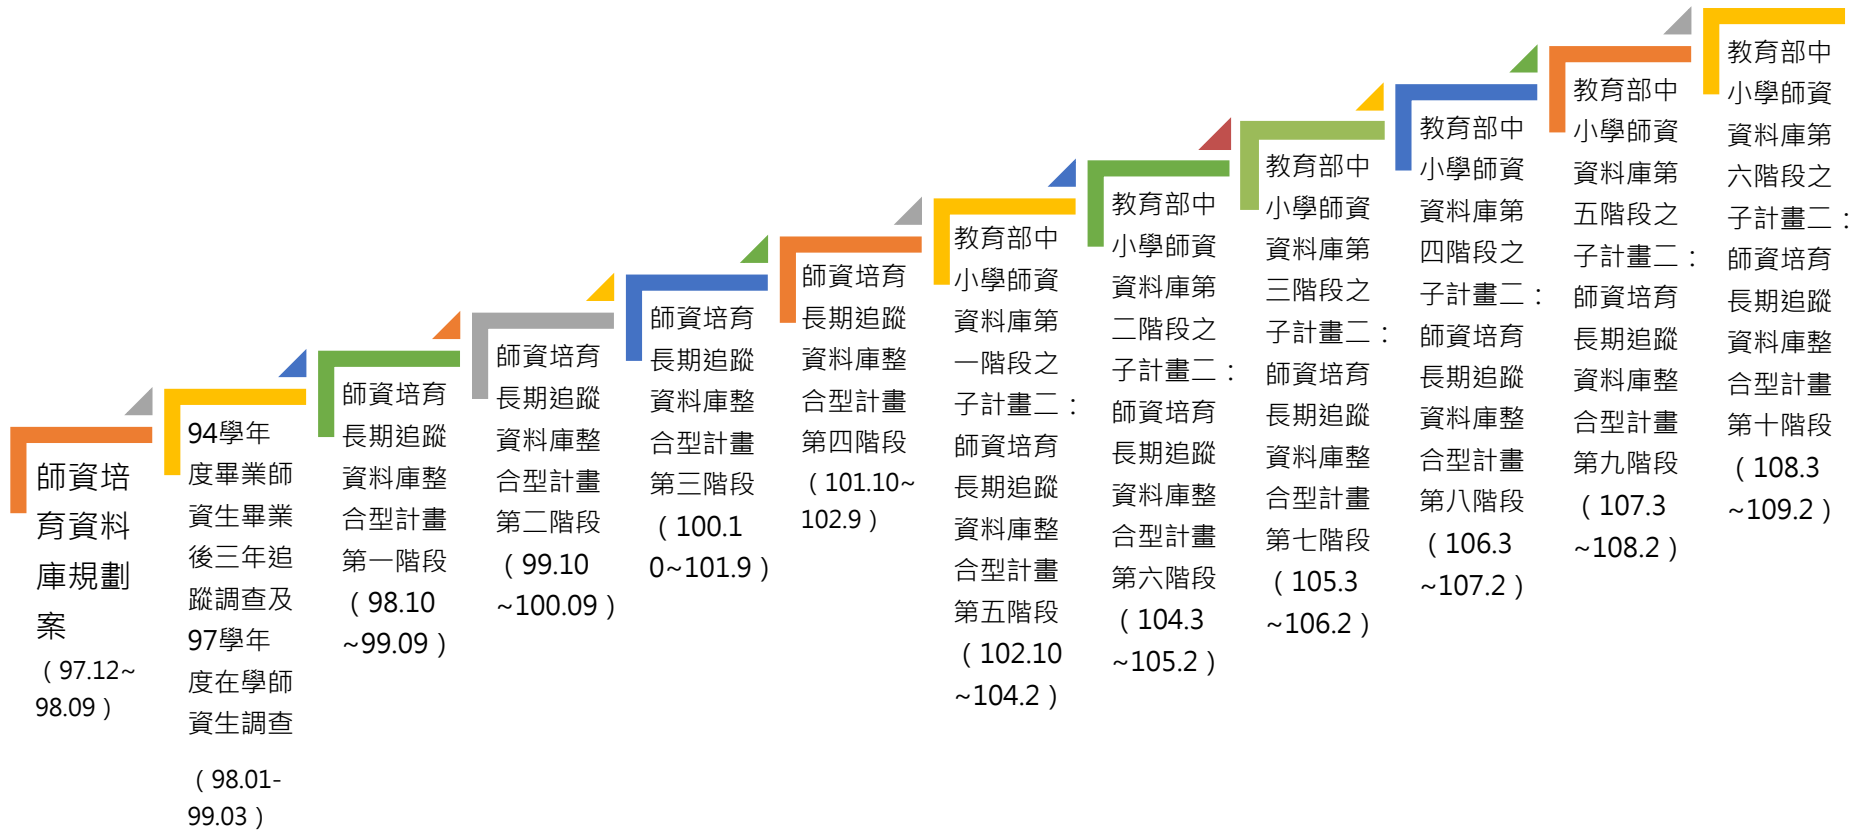 師資培
育資料
庫規劃
案
（97.12~
98.09）
94學年
度畢業師
資生畢業
後三年追
蹤調查及
97學年
度在學師
資生調查
（98.01-
99.03）
師資培育
長期追蹤
資料庫整
合型計畫
第一階段
（98.10
~99.09）
師資培育
長期追蹤
資料庫整
合型計畫
第二階段
（99.10
~100.09）
師資培育
長期追蹤
資料庫整
合型計畫
第三階段
（100.1
0~101.9）
師資培育
長期追蹤
資料庫整
合型計畫
第四階段
（101.10~
102.9）
教育部中
小學師資
資料庫第
一階段之
子計畫二：
師資培育
長期追蹤
資料庫整
合型計畫
第五階段
（102.10
~104.2）
教育部中
小學師資
資料庫第
二階段之
子計畫二：
師資培育
長期追蹤
資料庫整
合型計畫
第六階段
（104.3
~105.2）
教育部中
小學師資
資料庫第
三階段之
子計畫二：
師資培育
長期追蹤
資料庫整
合型計畫
第七階段
（105.3
~106.2）
教育部中
小學師資
資料庫第
四階段之
子計畫二：
師資培育
長期追蹤
資料庫整
合型計畫
第八階段
（106.3
~107.2）
教育部中
小學師資
資料庫第
五階段之
子計畫二：
師資培育
長期追蹤
資料庫整
合型計畫
第九階段
（107.3
~108.2）
教育部中
小學師資
資料庫第
六階段之
子計畫二：
師資培育
長期追蹤
資料庫整
合型計畫
第十階段
（108.3
~109.2）